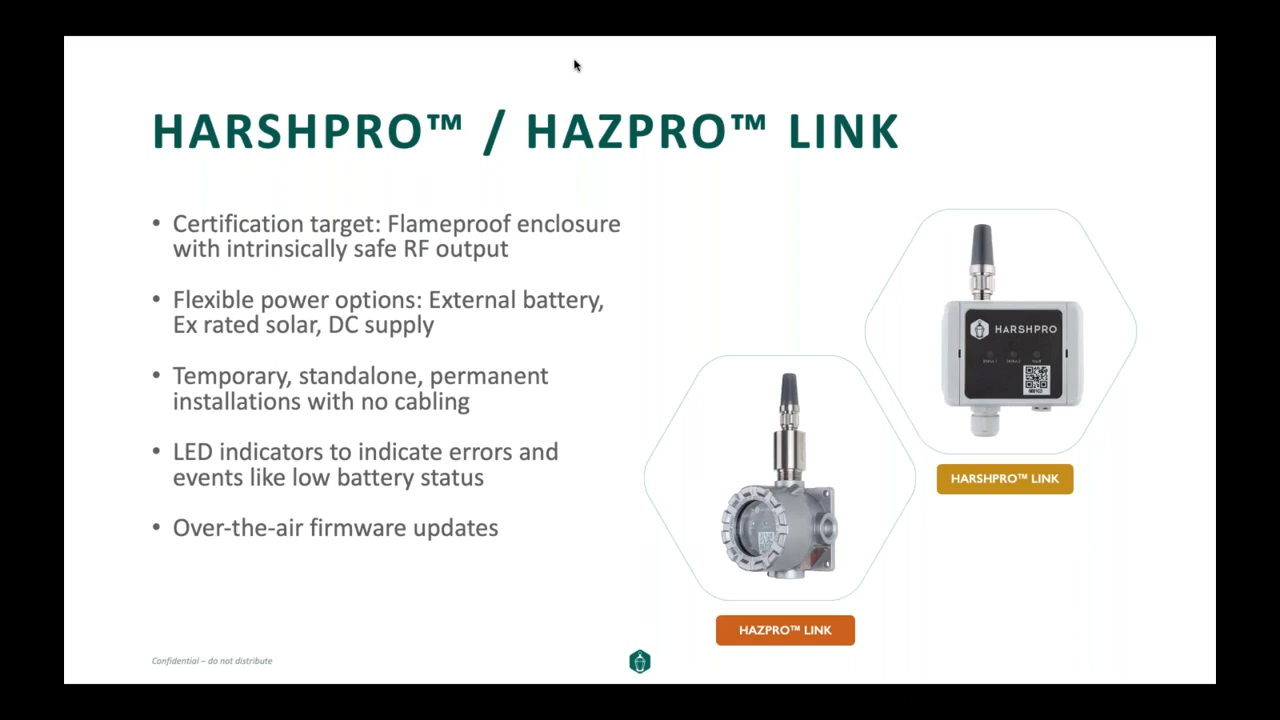 HARSHPRO™ / HAZPRO™ LINK
• Certification target: Flameproof enclosure
with intrinsically safe RF output
• Flexible power options: External battery,
Ex rated solar, DC supply
• Temporary, standalone, permanent
installations with no cabling
• LED indicators to indicate errors and
events like low battery status
• Over-the-air firmware updates
HARSHPRO
HARSHPRO™ LINK
HAZPRO™ LINK
Confidential – do not distribute